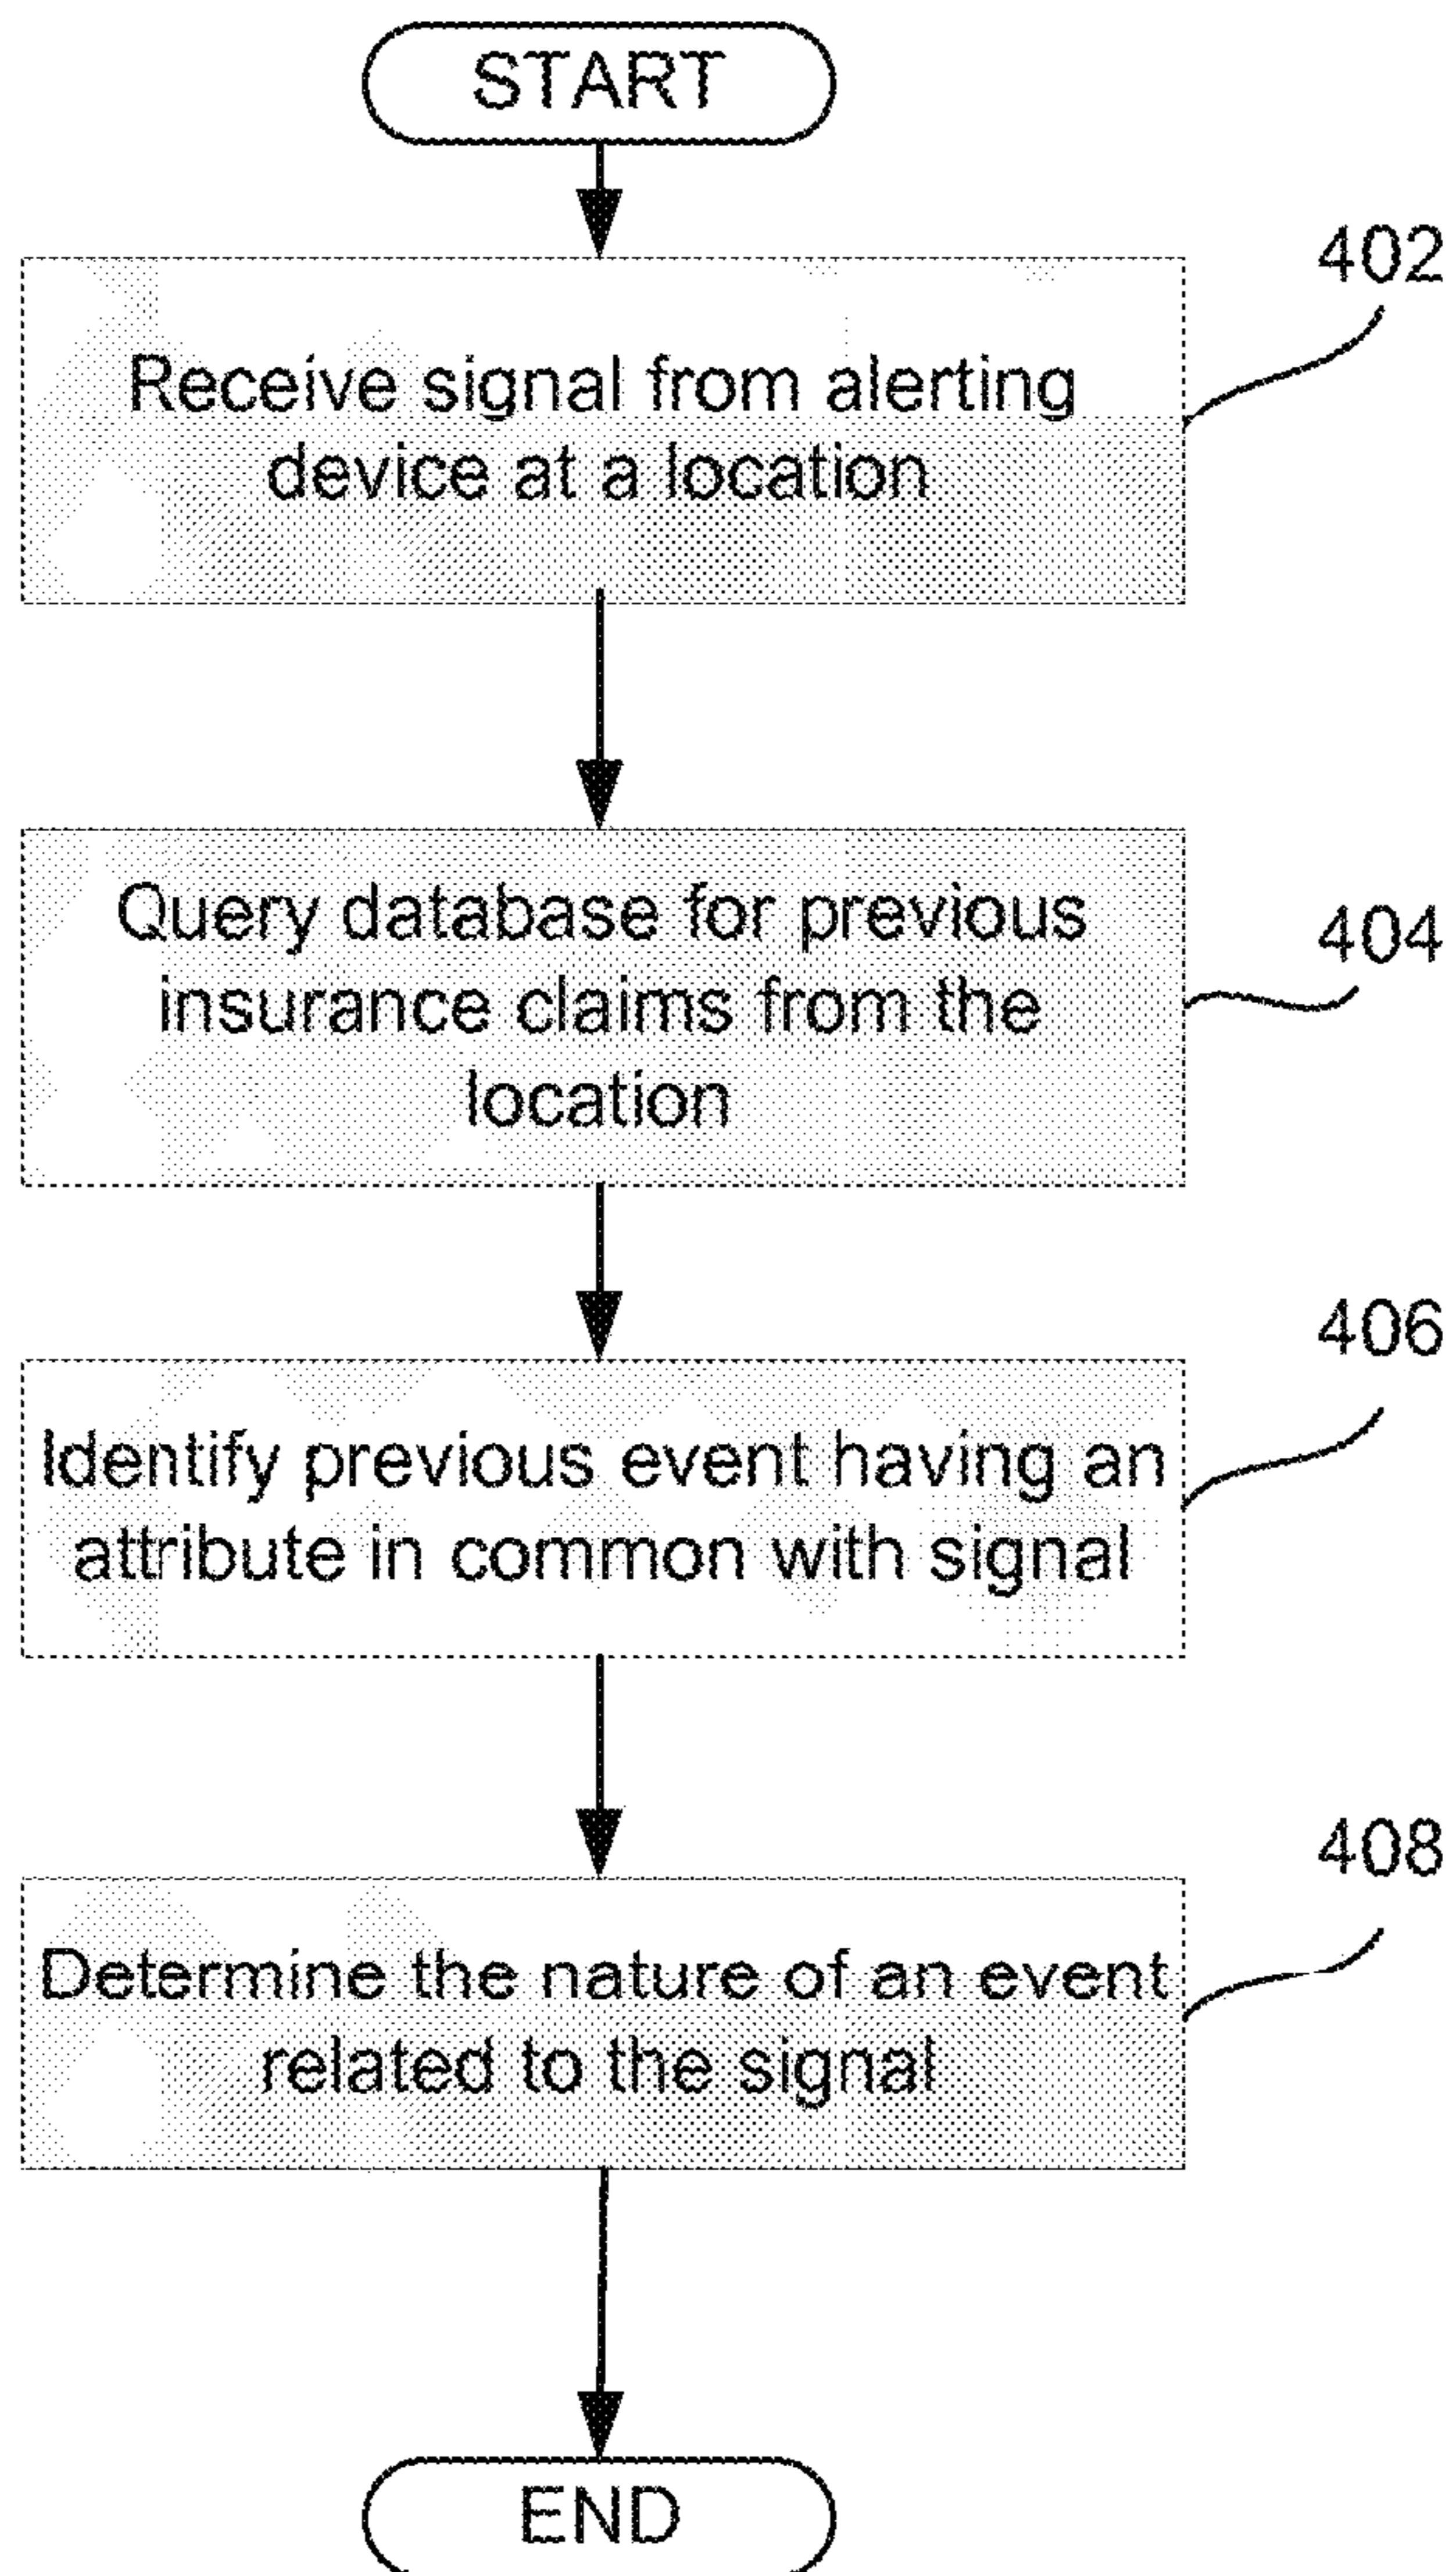 START
402
Receive signal from alerting
device at a location
Query database for previous
insurance claims from the
location
404
406
Identify previous event having an
attribute in common with signal
408
Determine the nature of an event
related to the signal
END